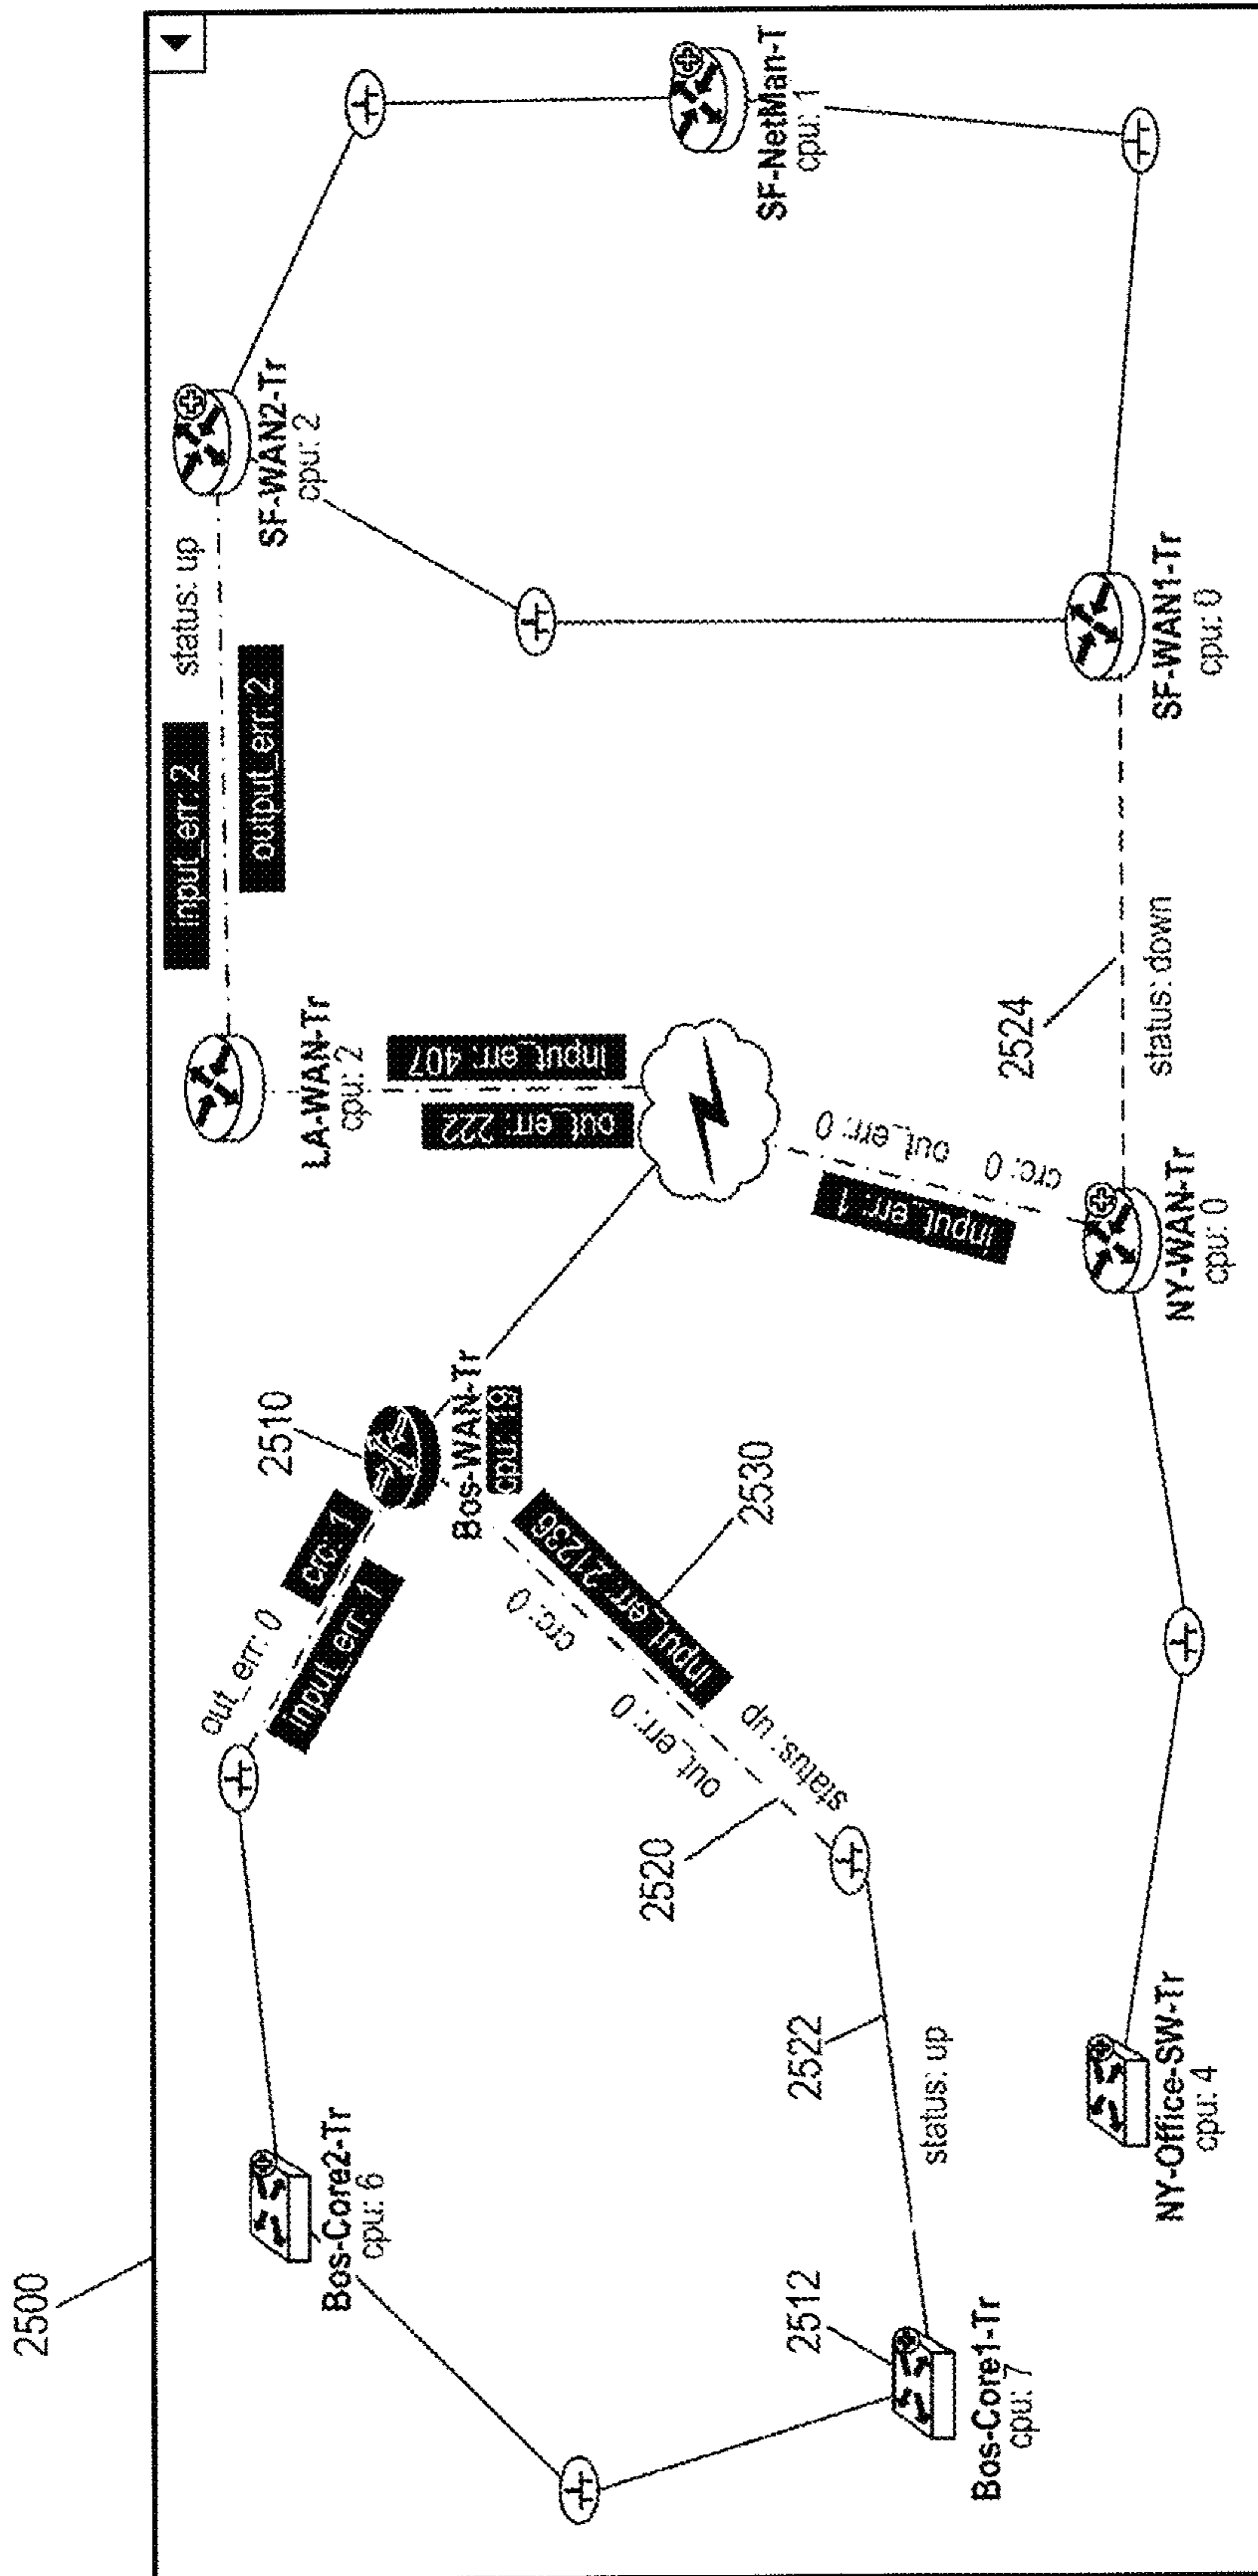 2500
Bos-Core2-Tr
cpu: 6
out_err: 0
crc: 1
input_err: 1
2510
Bos-WAN-Tr
cpu:
LA-WAN-Tr
cpu: 2
input_err: 2
status: up
output_err: 2
SF-WAN2-Tr
cpu: 2
out_err: 222
input_err: 407
crc: 0
out_err: 0
input_err:21236
status: up
2520
2530
2512
2522
Bos-Core1-Tr
cpu: 7
status: up
input_err: 1
out_err: 0
crc: 0
SF-NetMan-T
cpu: 1
2524
status: down
NY-Office-SW-Tr
cpu: 4
NY-WAN-Tr
cpu: 0
SF-WAN1-Tr
cpu: 0